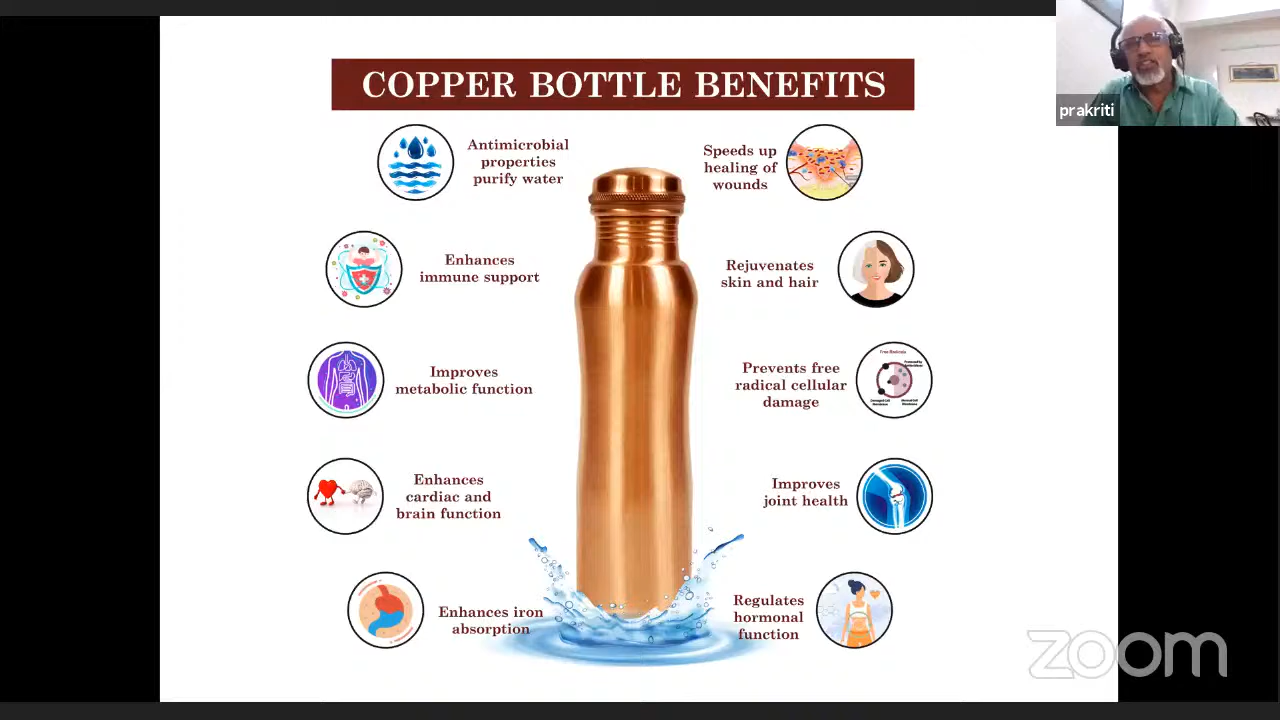 COPPER BOTTLE BENEFITS
prakriti
Antimicrobial
properties
purify water
Speeds up
healing of
wounds
Enhances
immune support
Rejuvenates
skin and hair
Improves
metabolic function
Prevents free
radical cellular
damage
Enhances
cardiac and
brain function
Improves
joint health
Enhances iron
absorption
Regulates
hormonal
function
zoom